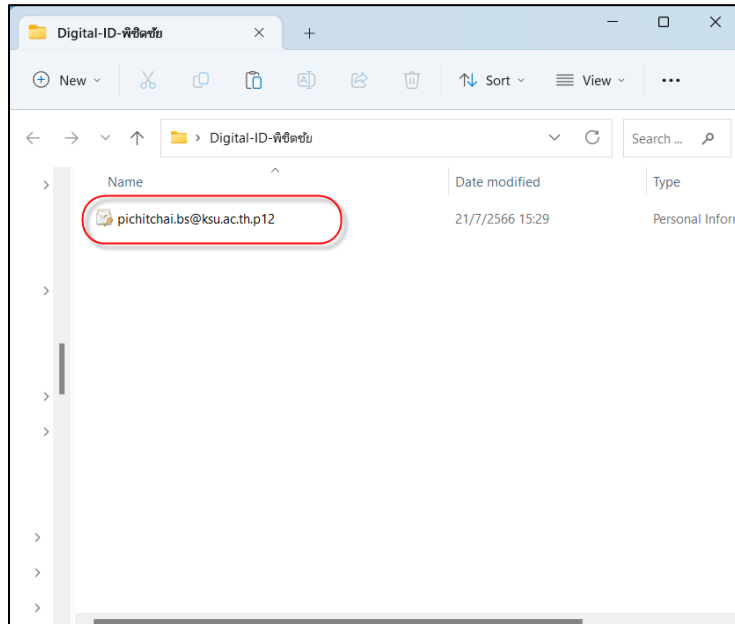 Digital-ID-พิชิตชัย
New
Sort
View
Digital-ID-พิชิตชัย
Search ...
Name
Date modified
Type
pichitchai.bs@ksu.ac.th.p12
21/7/2566 15:29
Personal Infor